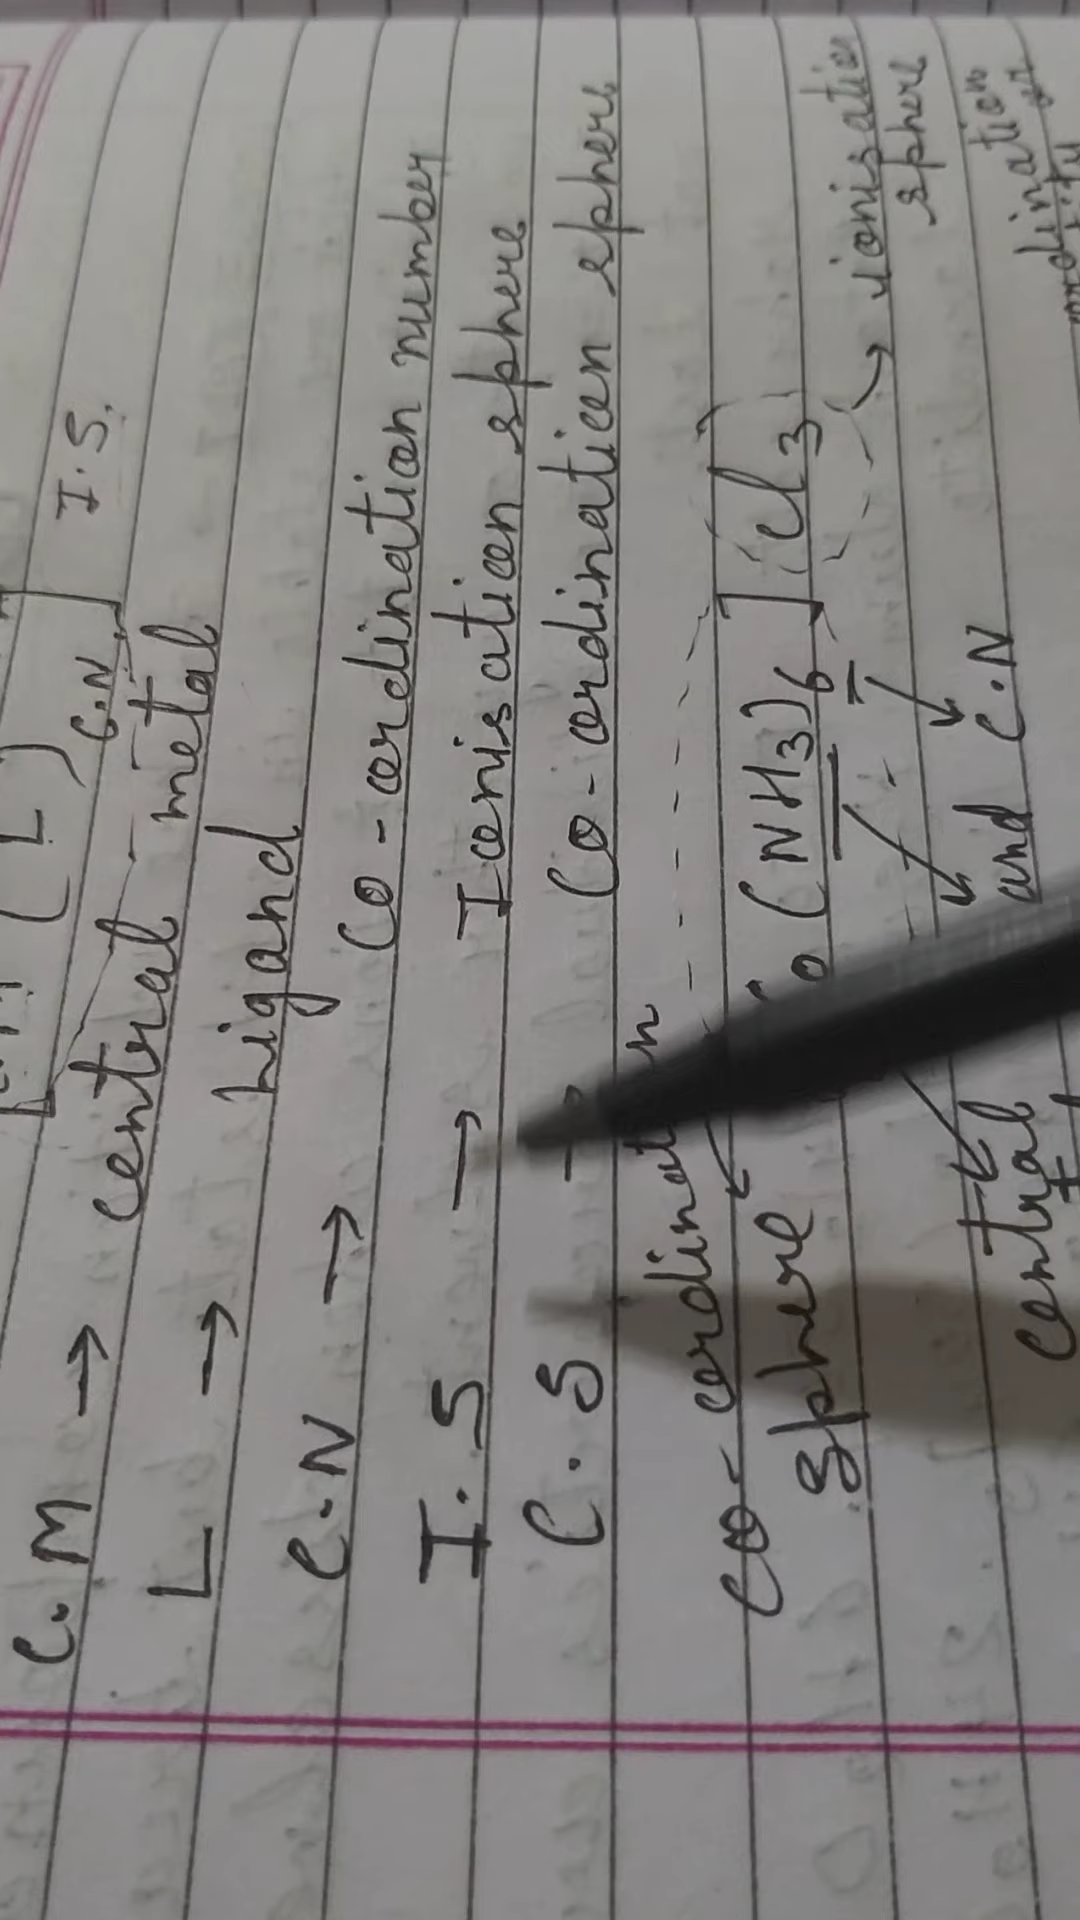 (L) C.N I.S.
C.M → central metal
L → Ligand
C.N → Co-ordination number
I.S → Ionisation sphere
C.S → Co-ordination sphere
(NH3)6] Cl3
co-ordination sphere
→ ionisation sphere
central
and C.N